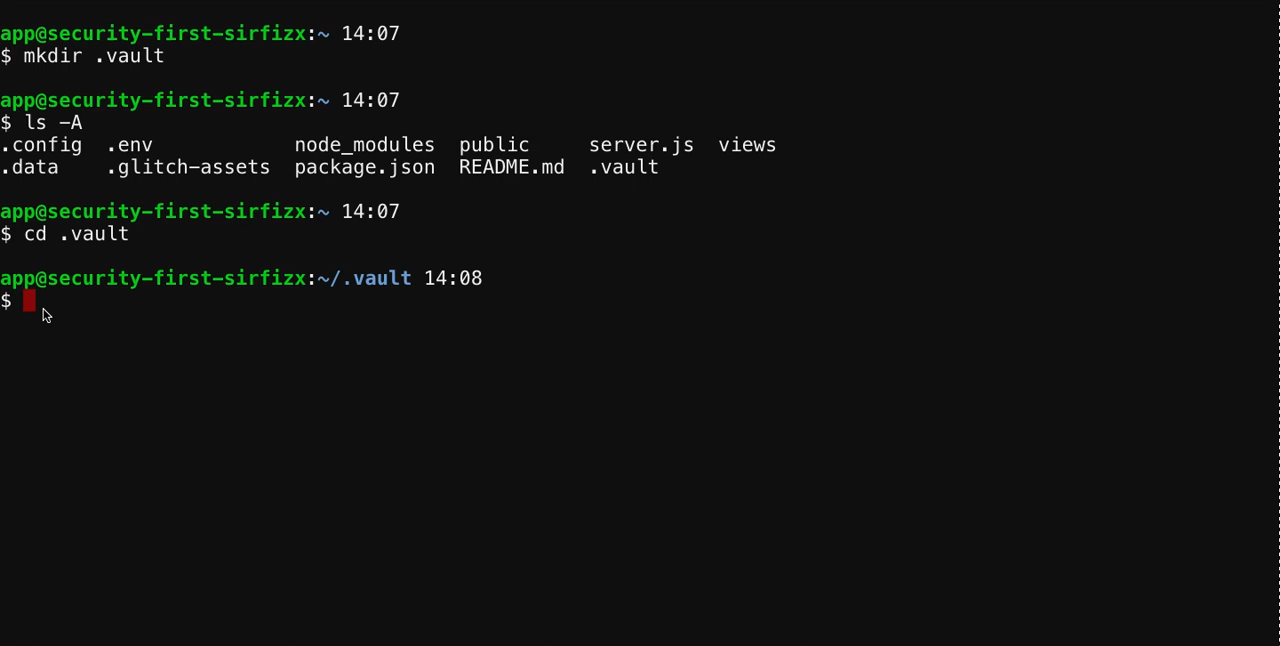 app@security-first-sirfizx:~ 14:07
$ mkdir .vault
app@security-first-sirfizx:~ 14:07
$ ls -A
.config  .env            node_modules  public     server.js  views
.data    .glitch-assets  package.json  README.md  .vault
app@security-first-sirfizx:~ 14:07
$ cd .vault
app@security-first-sirfizx:~/.vault 14:08
$